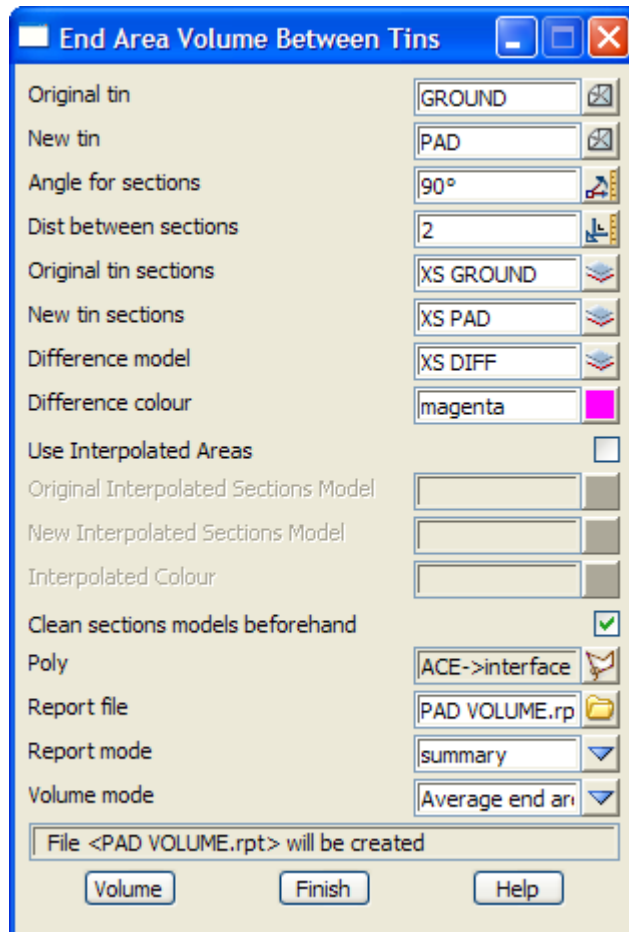 End Area Volume Between Tins
Original tin GROUND
New tin PAD
Angle for sections 90°
Dist between sections 2
Original tin sections XS GROUND
New tin sections XS PAD
Difference model XS DIFF
Difference colour magenta
Use Interpolated Areas
Original Interpolated Sections Model
New Interpolated Sections Model
Interpolated Colour
Clean sections models beforehand
Poly ACE->interface
Report file PAD VOLUME.rp
Report mode summary
Volume mode Average end are
File <PAD VOLUME.rpt> will be created
Volume Finish Help